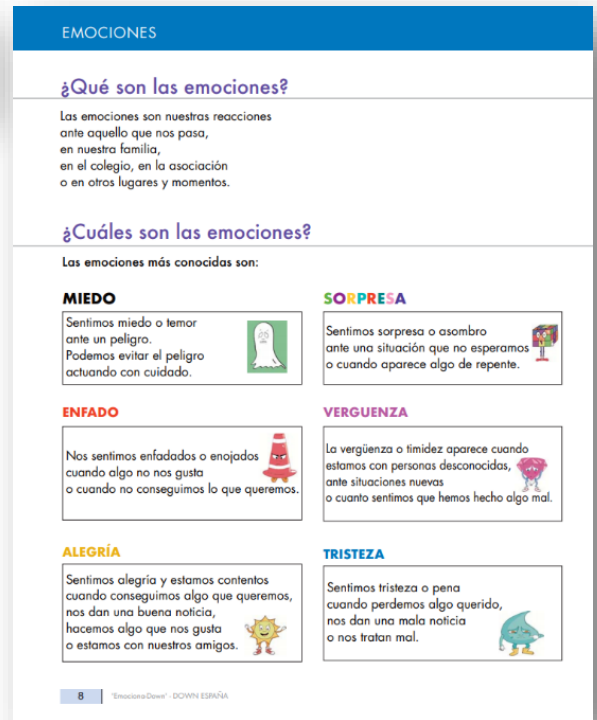 EMOCIONES
¿Qué son las emociones?
Las emociones son nuestras reacciones
ante aquello que nos pasa,
en nuestra familia,
en el colegio, en la asociación
o en otros lugares y momentos.
¿Cuáles son las emociones?
Las emociones más conocidas son:
MIEDO
Sentimos miedo o temor
ante un peligro.
Podemos evitar el peligro
actuando con cuidado.
SORPRESA
Sentimos sorpresa o asombro
ante una situación que no esperamos
o cuando aparece algo de repente.
ENFADO
Nos sentimos enfadados o enojados
cuando algo no nos gusta
o cuando no conseguimos lo que queremos.
VERGUENZA
La vergüenza o timidez aparece cuando
estamos con personas desconocidas,
ante situaciones nuevas
o cuanto sentimos que hemos hecho algo mal.
ALEGRÍA
Sentimos alegría y estamos contentos
cuando conseguimos algo que queremos,
nos dan una buena noticia,
hacemos algo que nos gusta
o estamos con nuestros amigos.
TRISTEZA
Sentimos tristeza o pena
cuando perdemos algo querido,
nos dan una mala noticia
o nos tratan mal.
8 "Emociona-Down" - DOWN ESPAÑA